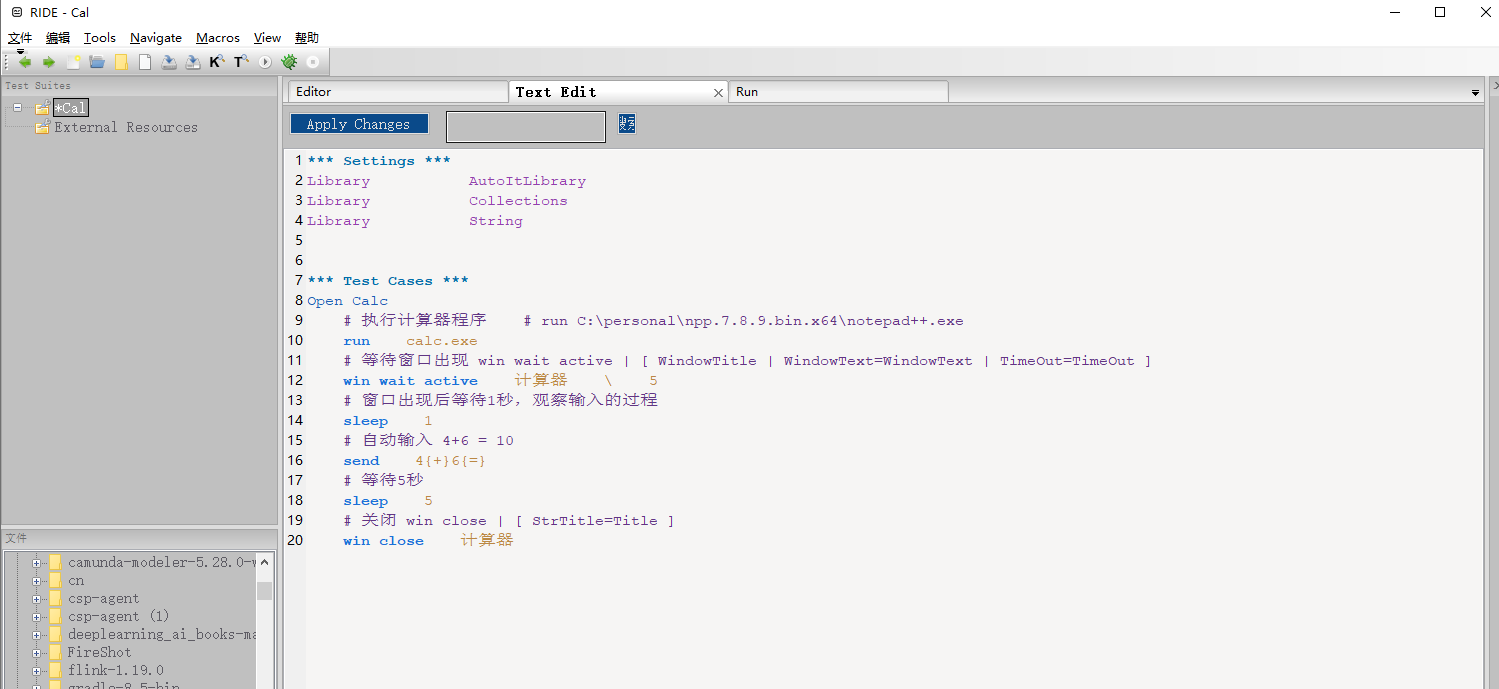 RIDE - Cal
文件 编辑 Tools Navigate Macros View 帮助
Test Suites
*Cal
External Resources
Editor Text Edit Run
Apply Changes
搜索
1 *** Settings ***
2 Library AutoItLibrary
3 Library Collections
4 Library String
5
6
7 *** Test Cases ***
8 Open Calc
9 # 执行计算器程序 # run C:\personal\npp.7.8.9.bin.x64\notepad++.exe
10 run calc.exe
11 # 等待窗口出现 win wait active | [ WindowTitle | WindowText=WindowText | TimeOut=TimeOut ]
12 win wait active 计算器 \ 5
13 # 窗口出现后等待1秒, 观察输入的过程
14 sleep 1
15 # 自动输入 4+6 = 10
16 send 4{+}6{=}
17 # 等待5秒
18 sleep 5
19 # 关闭 win close | [ StrTitle=Title ]
20 win close 计算器
文件
camunda-modeler-5.28.0-w
cn
csp-agent
csp-agent (1)
deeplearning_ai_books-ma
FireShot
flink-1.19.0
gradle-8.5-bin